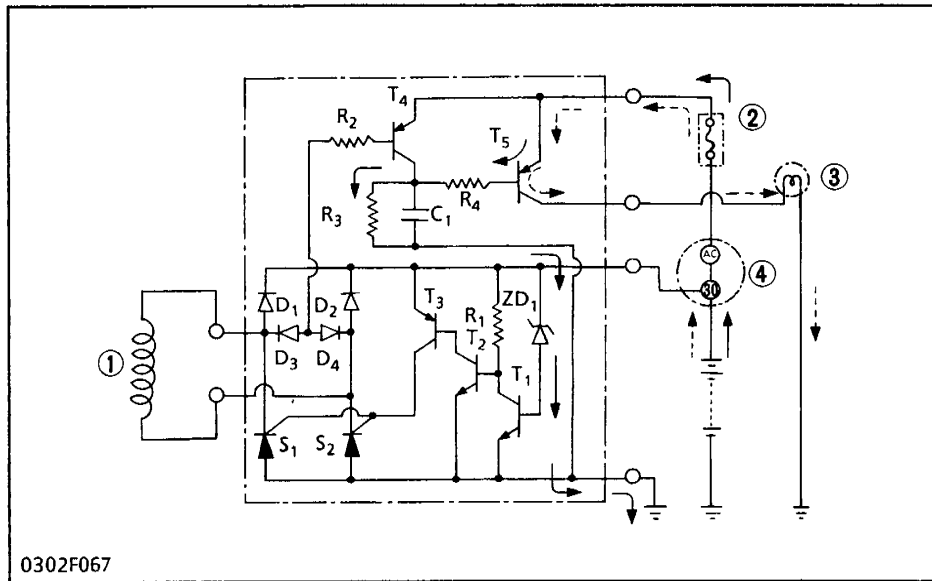 T4
R2
②
T5
③
R3
C1
R4
AC
④
30
D1
D2
T3
ZD1
R1
T2
①
D3
D4
T1
S1
S2
0302F067